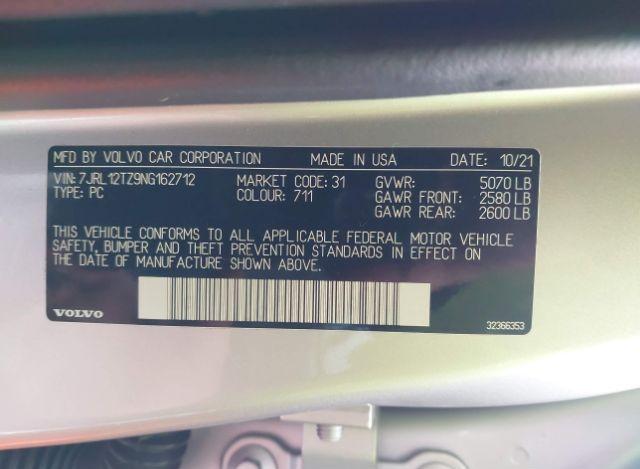 MFD BY VOLVO CAR CORPORATION MADE IN USA DATE: 10/21
VIN: 7JRL12TZ9NG162712 MARKET CODE: 31 GVWR: 5070 LB
TYPE: PC COLOUR: 711 GAWR FRONT: 2580 LB
GAWR REAR: 2600 LB
THIS VEHICLE CONFORMS TO ALL APPLICABLE FEDERAL MOTOR VEHICLE
SAFETY, BUMPER AND THEFT PREVENTION STANDARDS IN EFFECT ON
THE DATE OF MANUFACTURE SHOWN ABOVE.
VOLVO 32366353